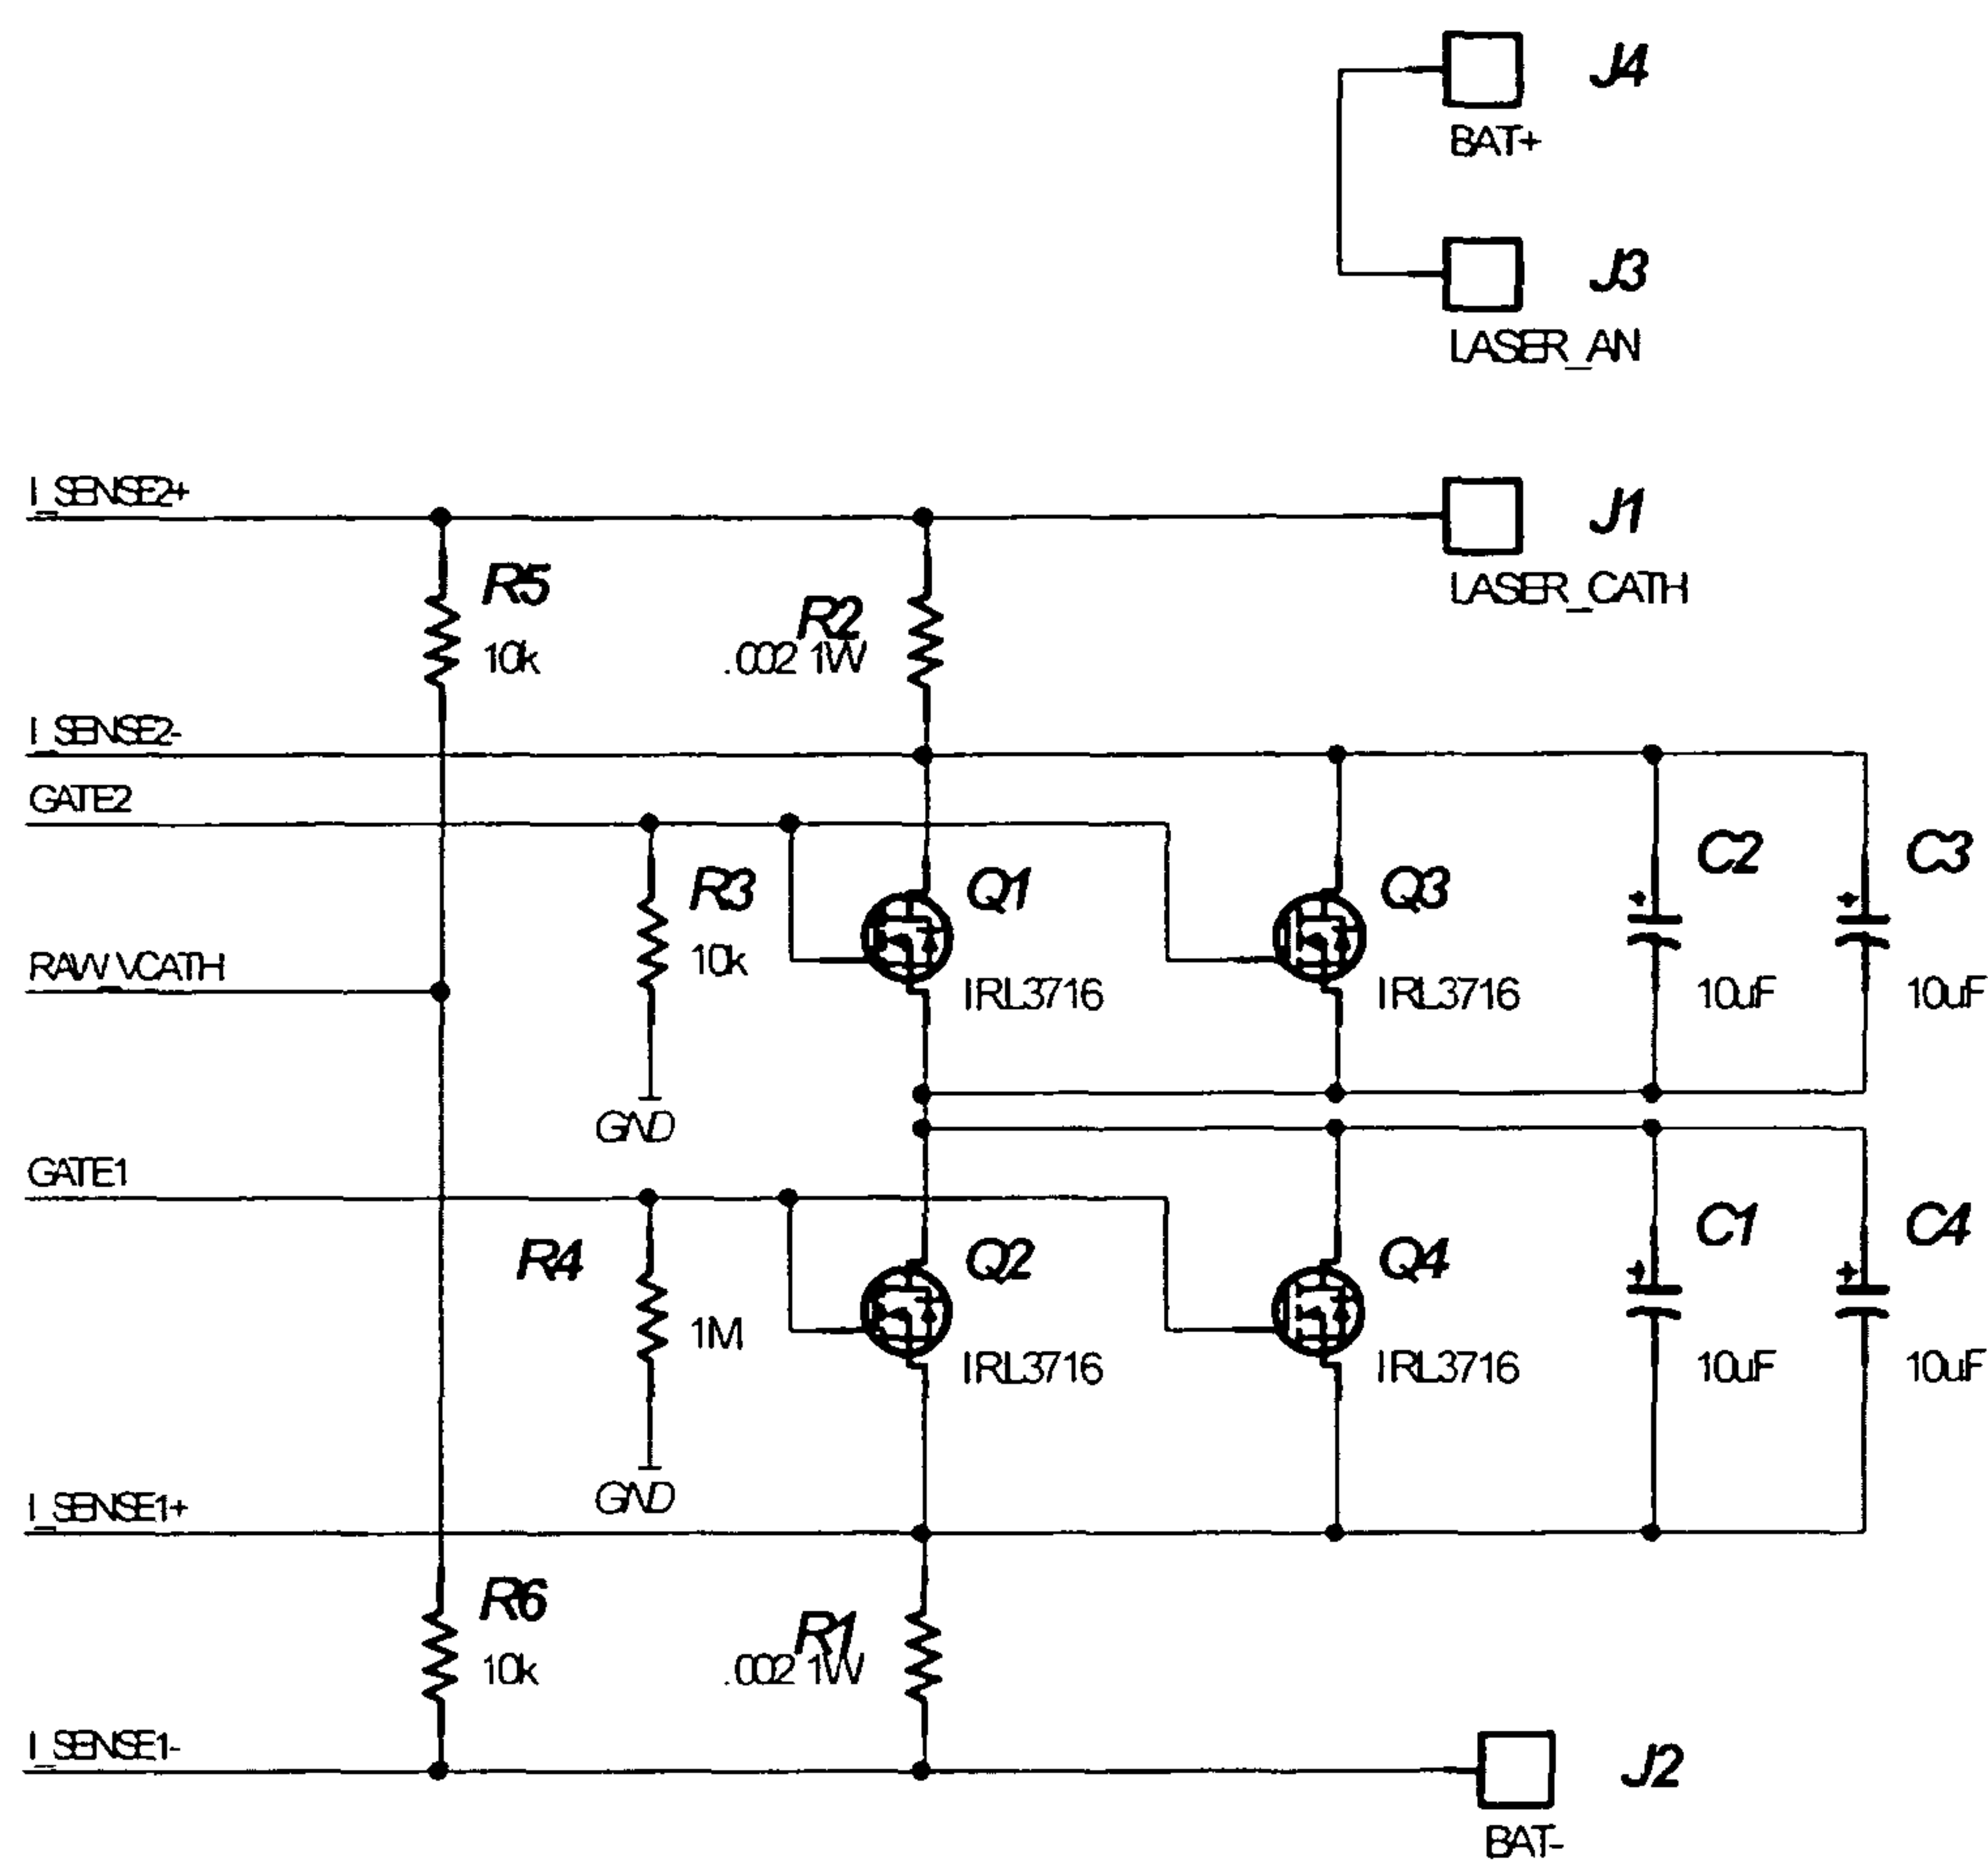 J4
BAT+
J3
LASER_AN
I_SENSE2+
J1
LASER_CATH
R5
10k
R2
.002 1W
I_SENSE2-
GATE2
C2
C3
R3
10k
Q1
Q3
RAW_VCATH
IRL3716
IRL3716
10uF
10uF
GND
GATE1
C1
C4
R4
1M
Q2
Q4
IRL3716
IRL3716
10uF
10uF
GND
I_SENSE1+
R6
10k
R1
.002 1W
I_SENSE1-
J2
BAT-